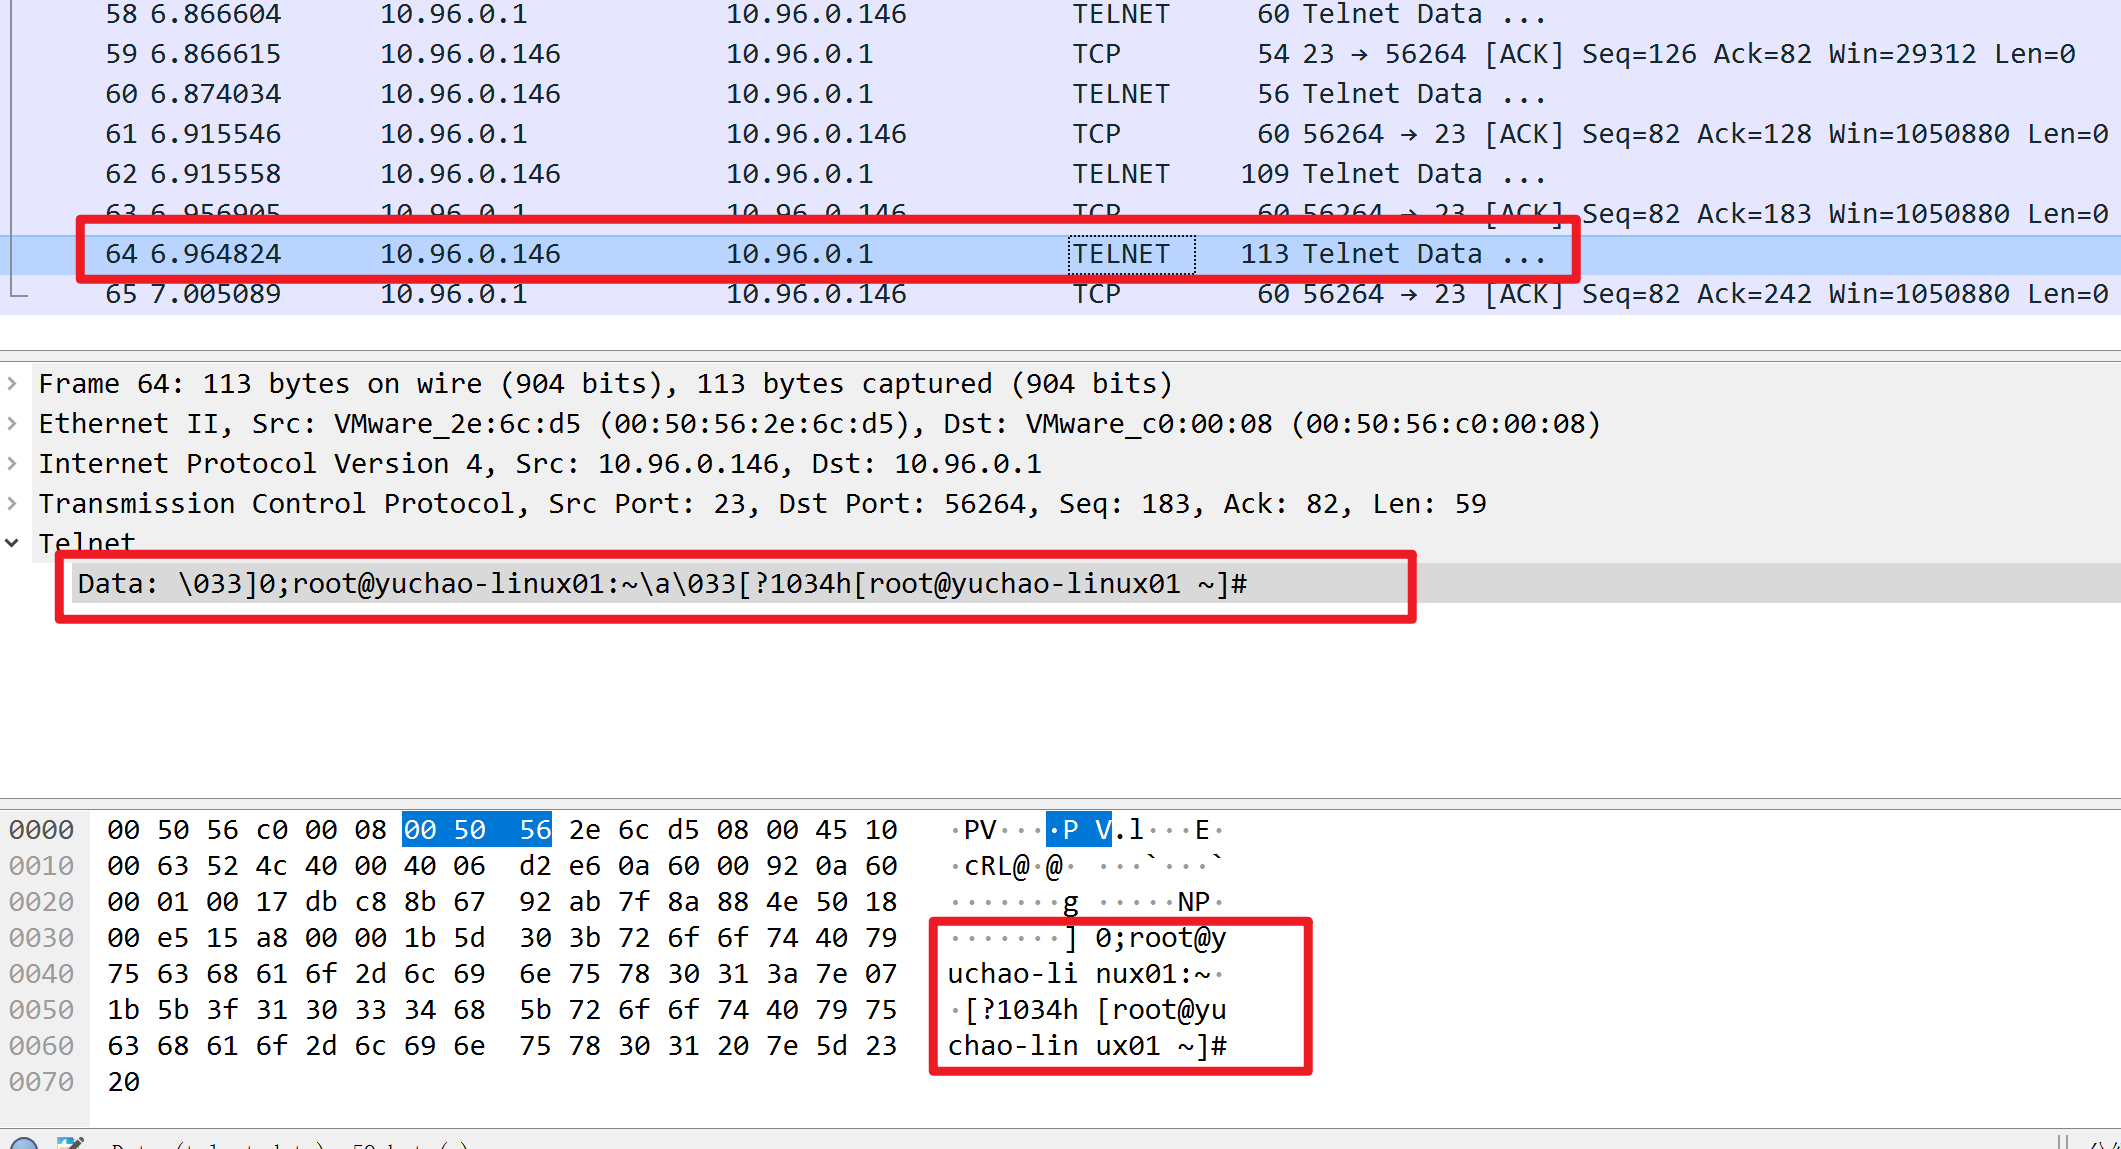 58 6.866604 10.96.0.1 10.96.0.146 TELNET 60 Telnet Data ...
59 6.866615 10.96.0.146 10.96.0.1 TCP 54 23 → 56264 [ACK] Seq=126 Ack=82 Win=29312 Len=0
60 6.874034 10.96.0.146 10.96.0.1 TELNET 56 Telnet Data ...
61 6.915546 10.96.0.1 10.96.0.146 TCP 60 56264 → 23 [ACK] Seq=82 Ack=128 Win=1050880 Len=0
62 6.915558 10.96.0.146 10.96.0.1 TELNET 109 Telnet Data ...
63 6.956905 10.96.0.1 10.96.0.146 TCP 60 56264 → 23 [ACK] Seq=82 Ack=183 Win=1050880 Len=0
64 6.964824 10.96.0.146 10.96.0.1 TELNET 113 Telnet Data ...
65 7.005089 10.96.0.1 10.96.0.146 TCP 60 56264 → 23 [ACK] Seq=82 Ack=242 Win=1050880 Len=0
Frame 64: 113 bytes on wire (904 bits), 113 bytes captured (904 bits)
Ethernet II, Src: VMware_2e:6c:d5 (00:50:56:2e:6c:d5), Dst: VMware_c0:00:08 (00:50:56:c0:00:08)
Internet Protocol Version 4, Src: 10.96.0.146, Dst: 10.96.0.1
Transmission Control Protocol, Src Port: 23, Dst Port: 56264, Seq: 183, Ack: 82, Len: 59
Telnet
Data: \033]0;root@yuchao-linux01:~\a\033[?1034h[root@yuchao-linux01 ~]#
0000 00 50 56 c0 00 08 00 50 56 2e 6c d5 08 00 45 10 ·PV····P V.l···E·
0010 00 63 52 4c 40 00 40 06 d2 e6 0a 60 00 92 0a 60 ·cRL@·@· ···`···`
0020 00 01 00 17 db c8 8b 67 92 ab 7f 8a 88 4e 50 18 ·······g ·····NP·
0030 00 e5 15 a8 00 00 1b 5d 30 3b 72 6f 6f 74 40 79 ·······] 0;root@y
0040 75 63 68 61 6f 2d 6c 69 6e 75 78 30 31 3a 7e 07 uchao-li nux01:~·
0050 1b 5b 3f 31 30 33 34 68 5b 72 6f 6f 74 40 79 75 ·[?1034h [root@yu
0060 63 68 61 6f 2d 6c 69 6e 75 78 30 31 20 7e 5d 23 chao-lin ux01 ~]#
0070 20